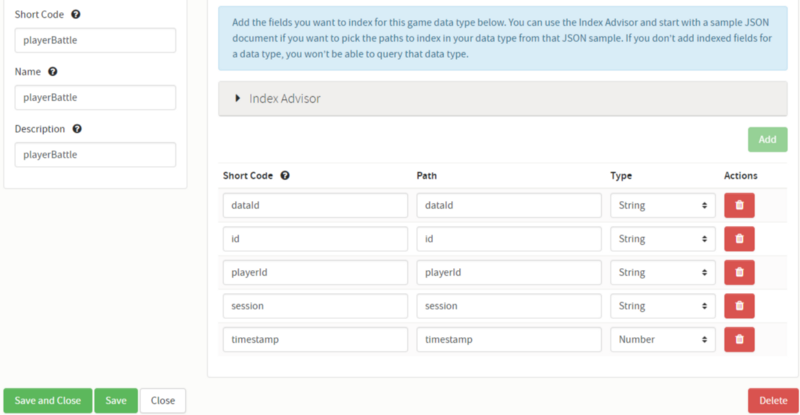 Short Code
playerBattle
Name
playerBattle
Description
playerBattle
Add the fields you want to index for this game data type below. You can use the Index Advisor and start with a sample JSON
document if you want to pick the paths to index in your data type from that JSON sample. If you don't add indexed fields for
a data type, you won't be able to query that data type.
Index Advisor
Add
Short Code Path Type Actions
dataId dataId String
id id String
playerId playerId String
session session String
timestamp timestamp Number
Save and Close Save Close Delete